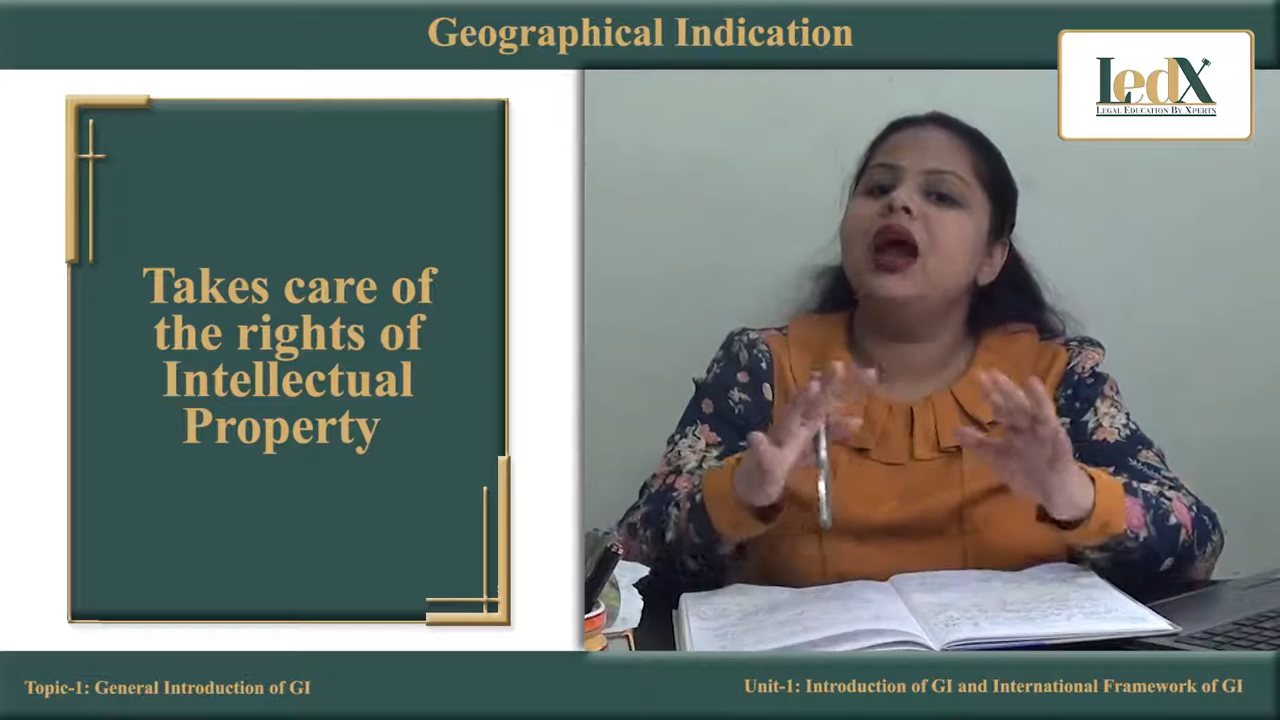 Geographical Indication
LedX
LEGAL EDUCATION BY XPERTS
Takes care of
the rights of
Intellectual
Property
Topic-1: General Introduction of GI
Unit-1: Introduction of GI and International Framework of GI